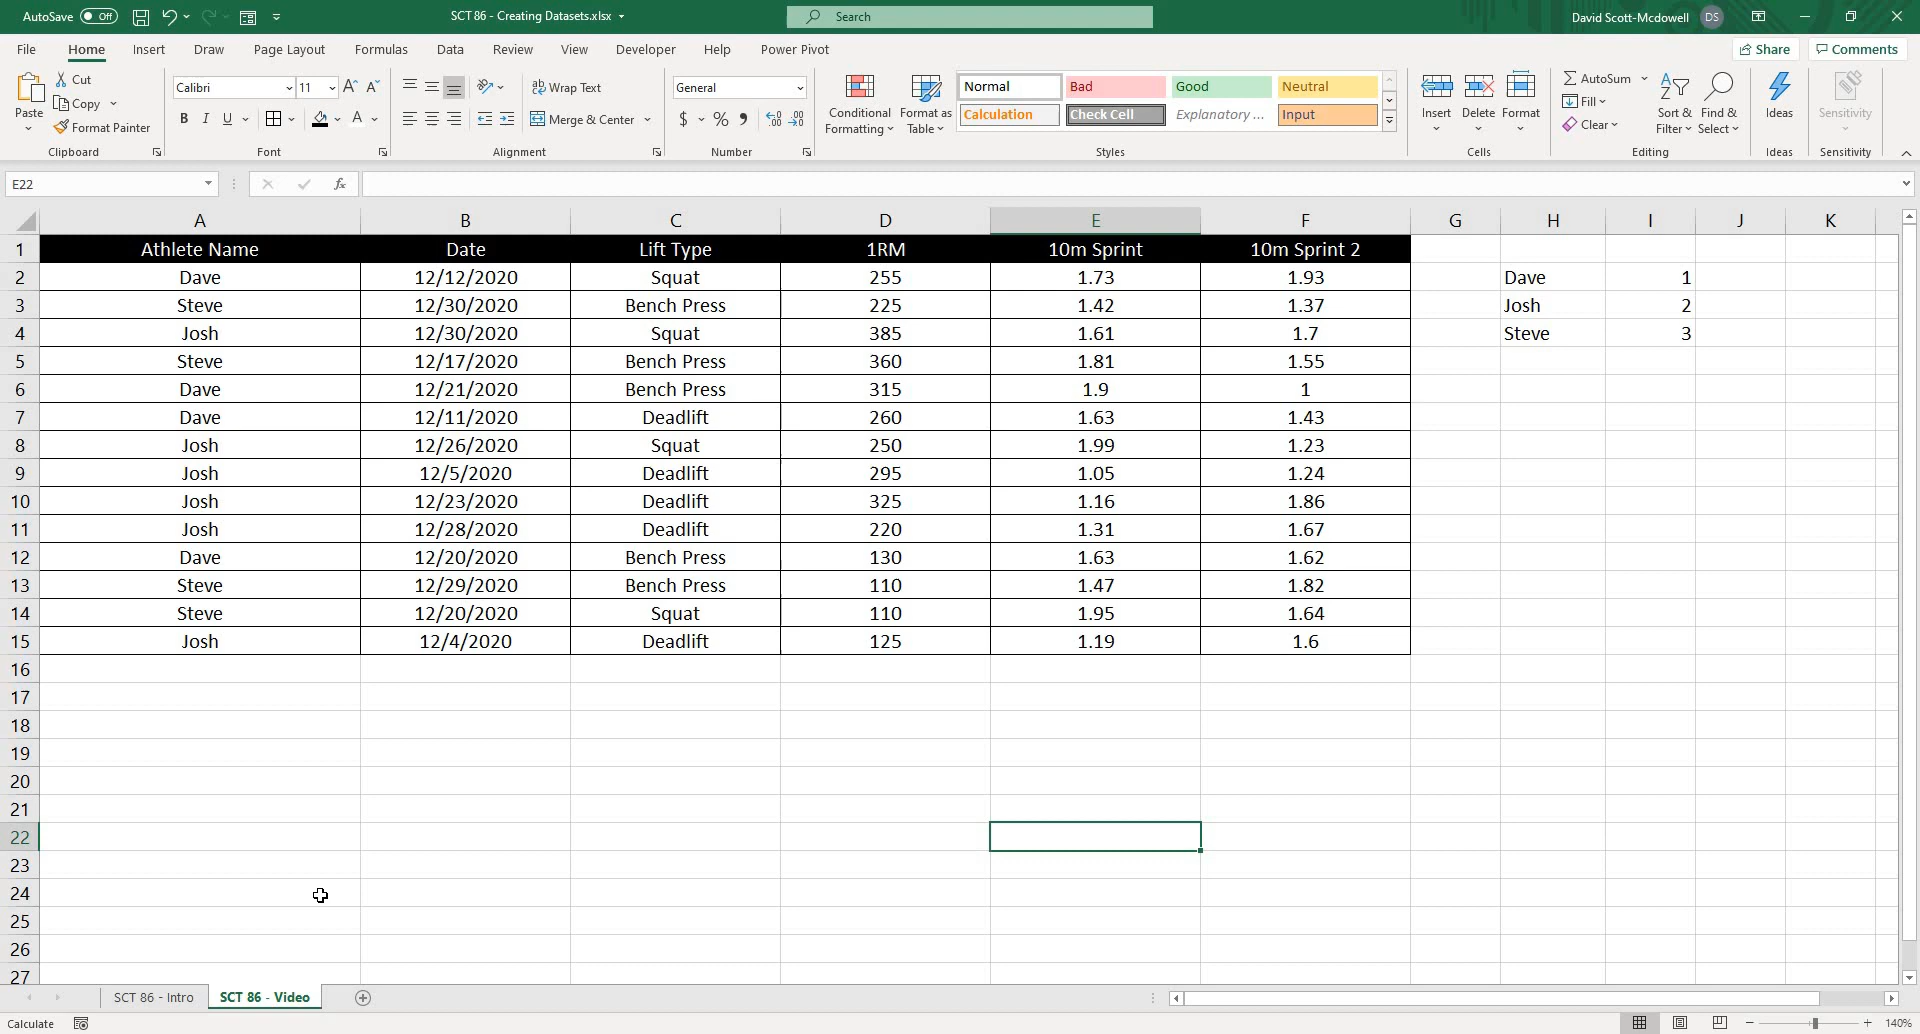 AutoSave Off SCT 86 - Creating Datasets.xlsx Search David Scott-Mcdowell DS
File Home Insert Draw Page Layout Formulas Data Review View Developer Help Power Pivot Share Comments
Paste Cut Copy Format Painter
Calibri 11 A A
B I U A
ab Wrap Text
Merge & Center
General
$ % 9
Conditional Formatting Format as Table
Normal Bad Good Neutral
Calculation Check Cell Explanatory ... Input
Insert Delete Format
AutoSum Fill Clear
Sort & Filter Find & Select
Ideas Sensitivity
Clipboard Font Alignment Number Styles Cells Editing Ideas Sensitivity
E22 fx
A B C D E F G H I J K
1 Athlete Name Date Lift Type 1RM 10m Sprint 10m Sprint 2
2 Dave 12/12/2020 Squat 255 1.73 1.93 Dave 1
3 Steve 12/30/2020 Bench Press 225 1.42 1.37 Josh 2
4 Josh 12/30/2020 Squat 385 1.61 1.7 Steve 3
5 Steve 12/17/2020 Bench Press 360 1.81 1.55
6 Dave 12/21/2020 Bench Press 315 1.9 1
7 Dave 12/11/2020 Deadlift 260 1.63 1.43
8 Josh 12/26/2020 Squat 250 1.99 1.23
9 Josh 12/5/2020 Deadlift 295 1.05 1.24
10 Josh 12/23/2020 Deadlift 325 1.16 1.86
11 Josh 12/28/2020 Deadlift 220 1.31 1.67
12 Dave 12/20/2020 Bench Press 130 1.63 1.62
13 Steve 12/29/2020 Bench Press 110 1.47 1.82
14 Steve 12/20/2020 Squat 110 1.95 1.64
15 Josh 12/4/2020 Deadlift 125 1.19 1.6
16
17
18
19
20
21
22
23
24
25
26
27
SCT 86 - Intro SCT 86 - Video
Calculate 140%